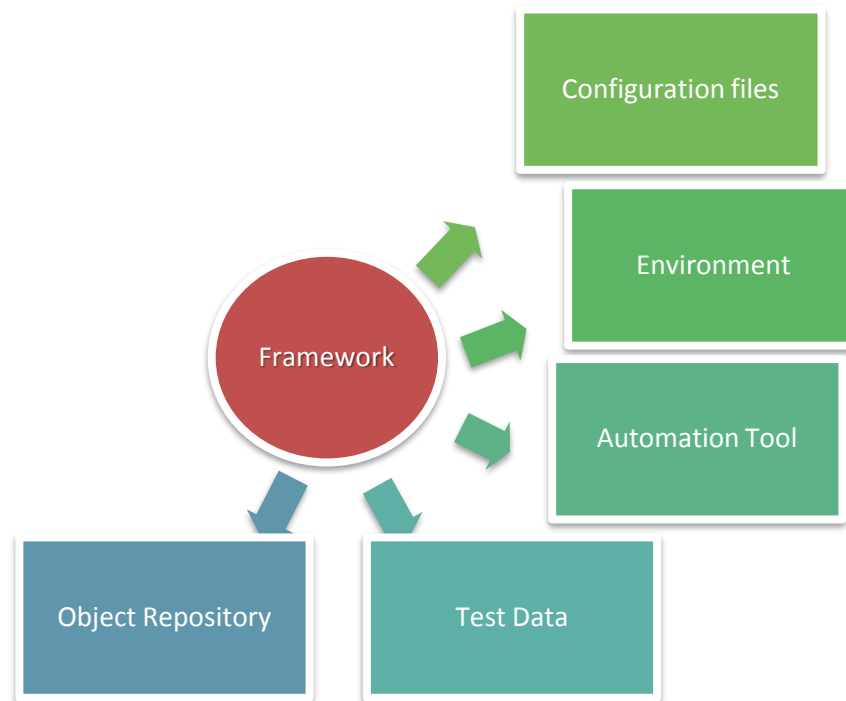 Configuration files
Environment
Framework
Automation Tool
Object Repository
Test Data